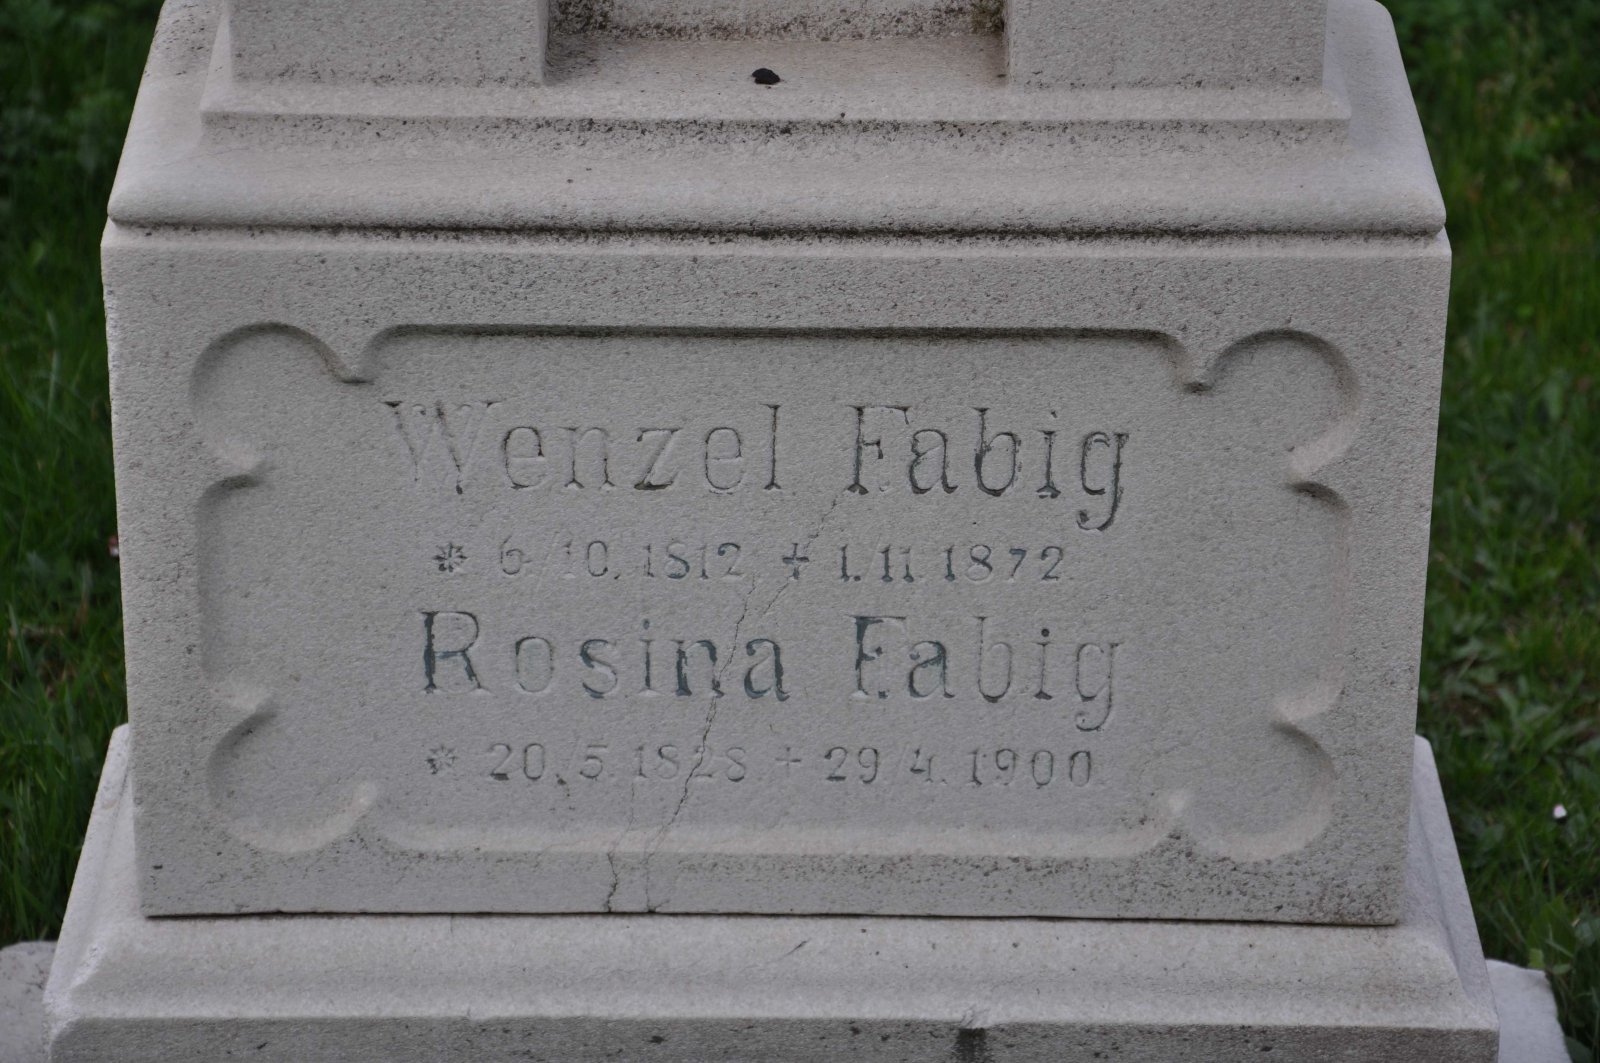 Wenzel Fabig
* 6./10. 1812 + 1. 11. 1872.
Rosina Fabig
* 20./5. 1828. + 29. 4. 1900.